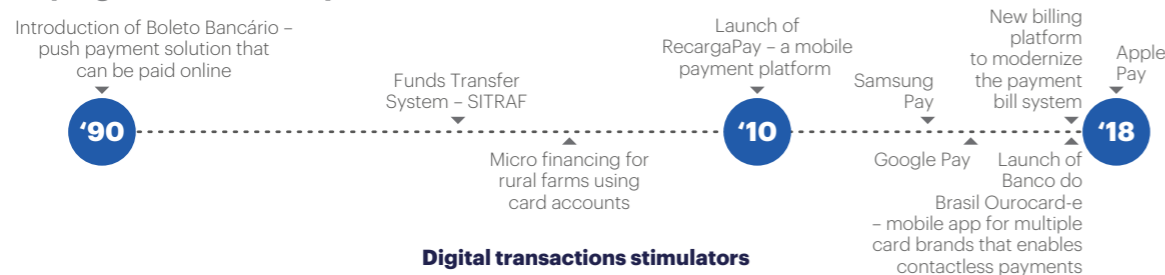 Introduction of Boleto Bancário –
push payment solution that
can be paid online
Funds Transfer
System – SITRAF
Launch of
RecargaPay – a mobile
payment platform
Samsung
Pay
New billing
platform
to modernize
the payment
bill system
Apple
Pay
‘90
‘10
‘18
Micro financing for
rural farms using
card accounts
Google Pay
Launch of
Banco do
Brasil Ourocard-e
– mobile app for multiple
card brands that enables
contactless payments
Digital transactions stimulators